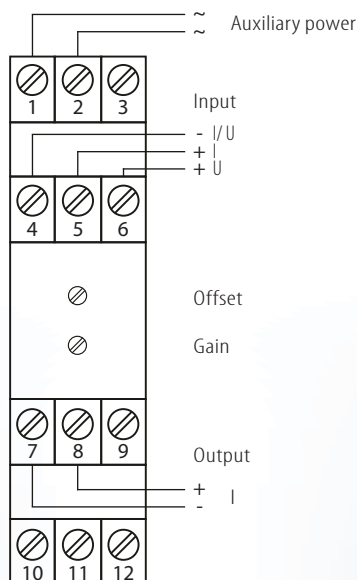 ~
~ Auxiliary power
1 2 3
Input
- I/U
+ I
+ U
4 5 6
Offset
Gain
7 8 9
Output
+
- I
10 11 12